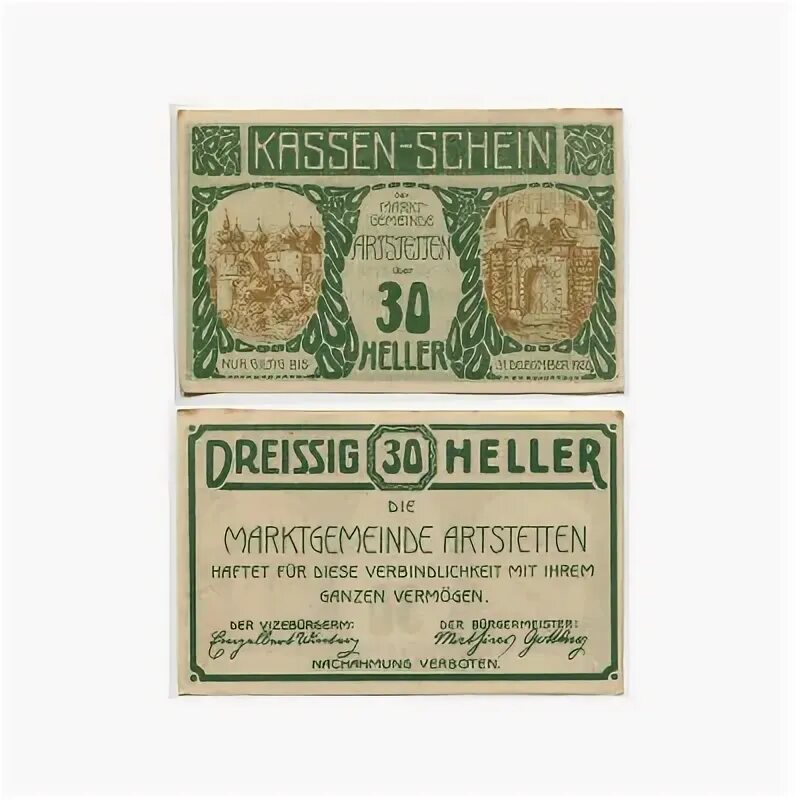 KASSEN-SCHEIN
der
MARKT
GEMEINDE
ARTSTETTEN
über
30
HELLER
NUR GILTIG BIS
31. DEZEMBER 1920
DREISSIG 30 HELLER
DIE
MARKTGEMEINDE ARTSTETTEN
HAFTET FÜR DIESE VERBINDLICHKEIT MIT IHREM
GANZEN VERMÖGEN.
DER VIZEBÜRGERM: DER BÜRGERMEISTER:
Engelbert
NACHAHMUNG VERBOTEN.